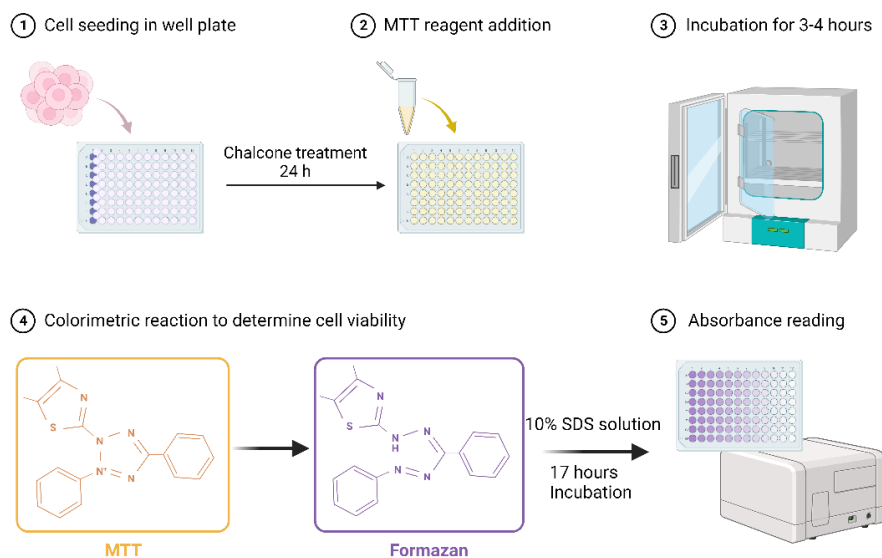 1 Cell seeding in well plate
2 MTT reagent addition
3 Incubation for 3-4 hours
Chalcone treatment
24 h
4 Colorimetric reaction to determine cell viability
5 Absorbance reading
N
S
N
N
N⁺
N
N
MTT
N
S
N
H
N
N
N
Formazan
10% SDS solution
17 hours
Incubation